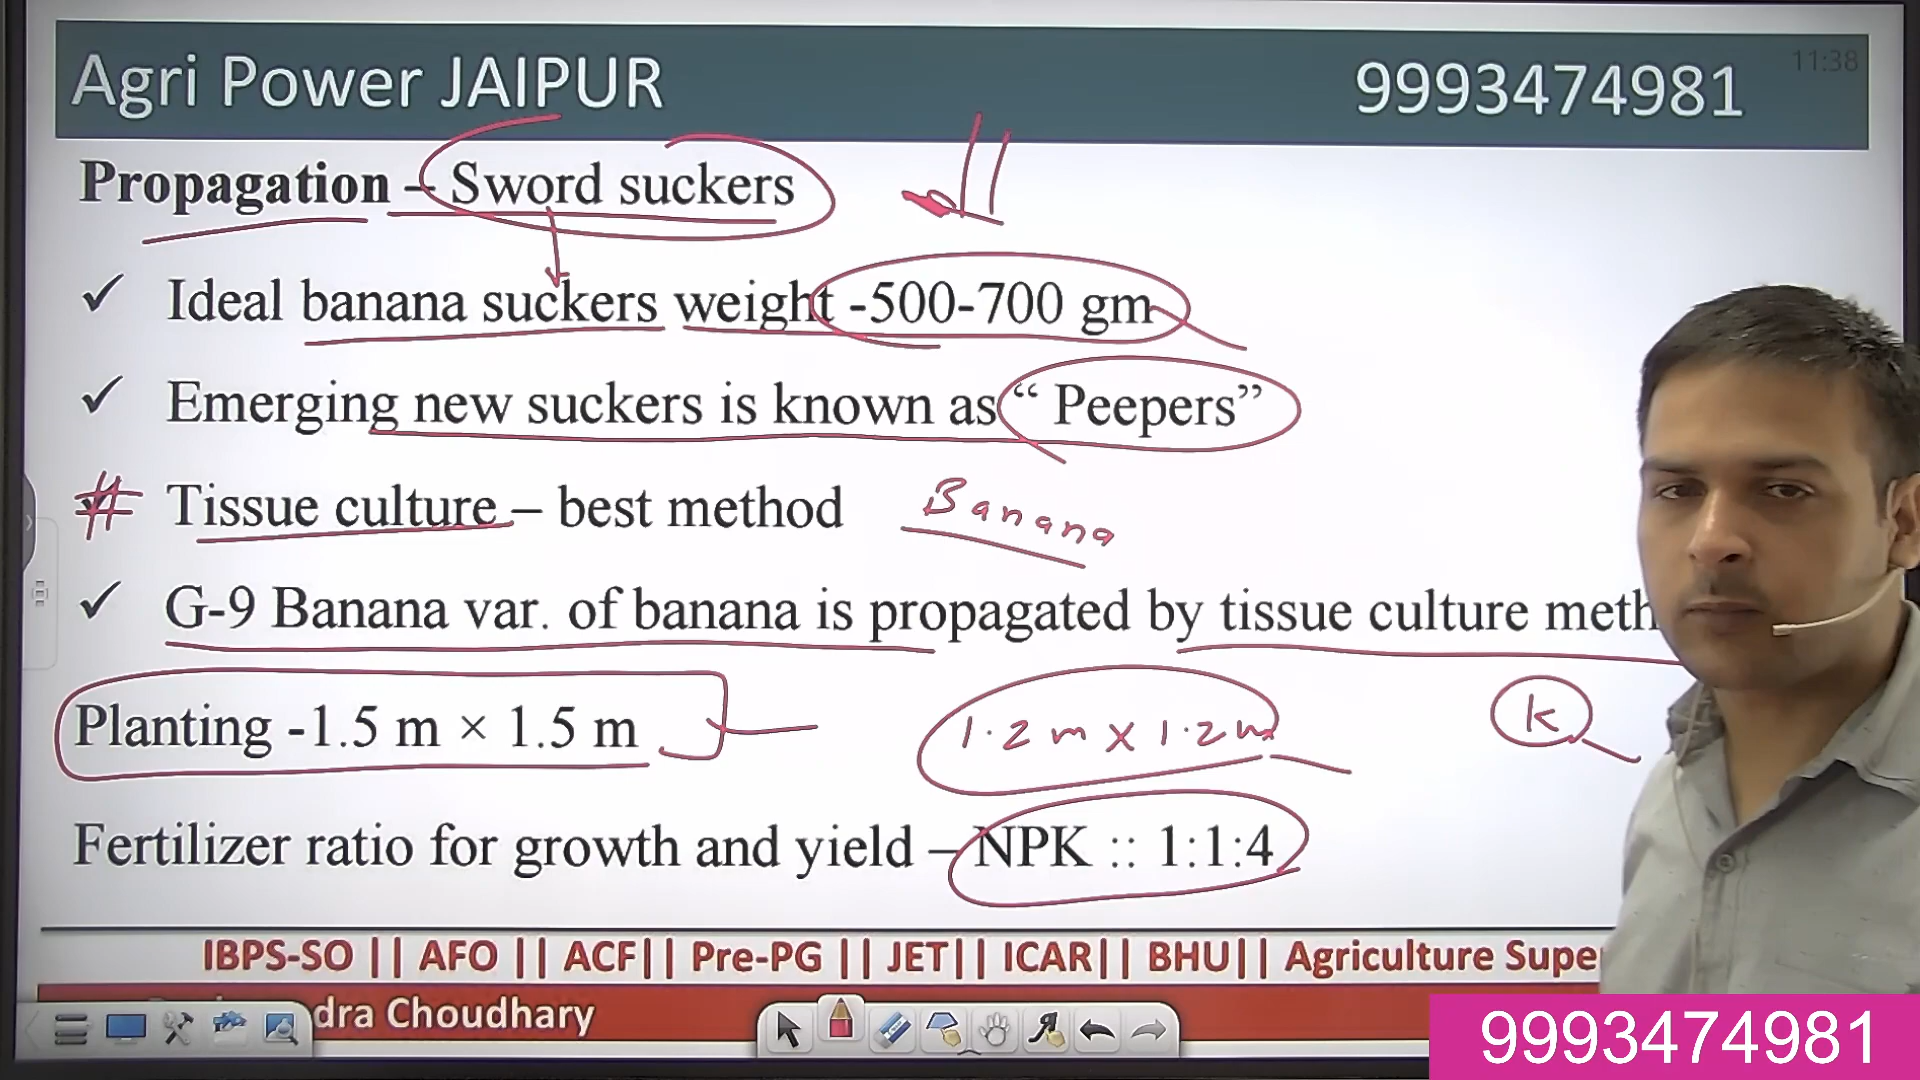 Agri Power JAIPUR 9993474981 11:38
Propagation – Sword suckers
✓ Ideal banana suckers weight -500-700 gm
✓ Emerging new suckers is known as “ Peepers”
# Tissue culture – best method Banana
✓ G-9 Banana var. of banana is propagated by tissue culture meth
Planting -1.5 m × 1.5 m 1.2 m x 1.2 m K
Fertilizer ratio for growth and yield – NPK :: 1:1:4
IBPS-SO || AFO || ACF|| Pre-PG || JET|| ICAR|| BHU|| Agriculture Supe
dra Choudhary
9993474981